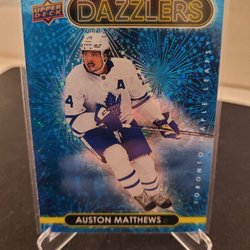 UPPER DECK
DAZZLERS
A
TORONTO MAPLE LEAFS
AUSTON MATTHEWS C